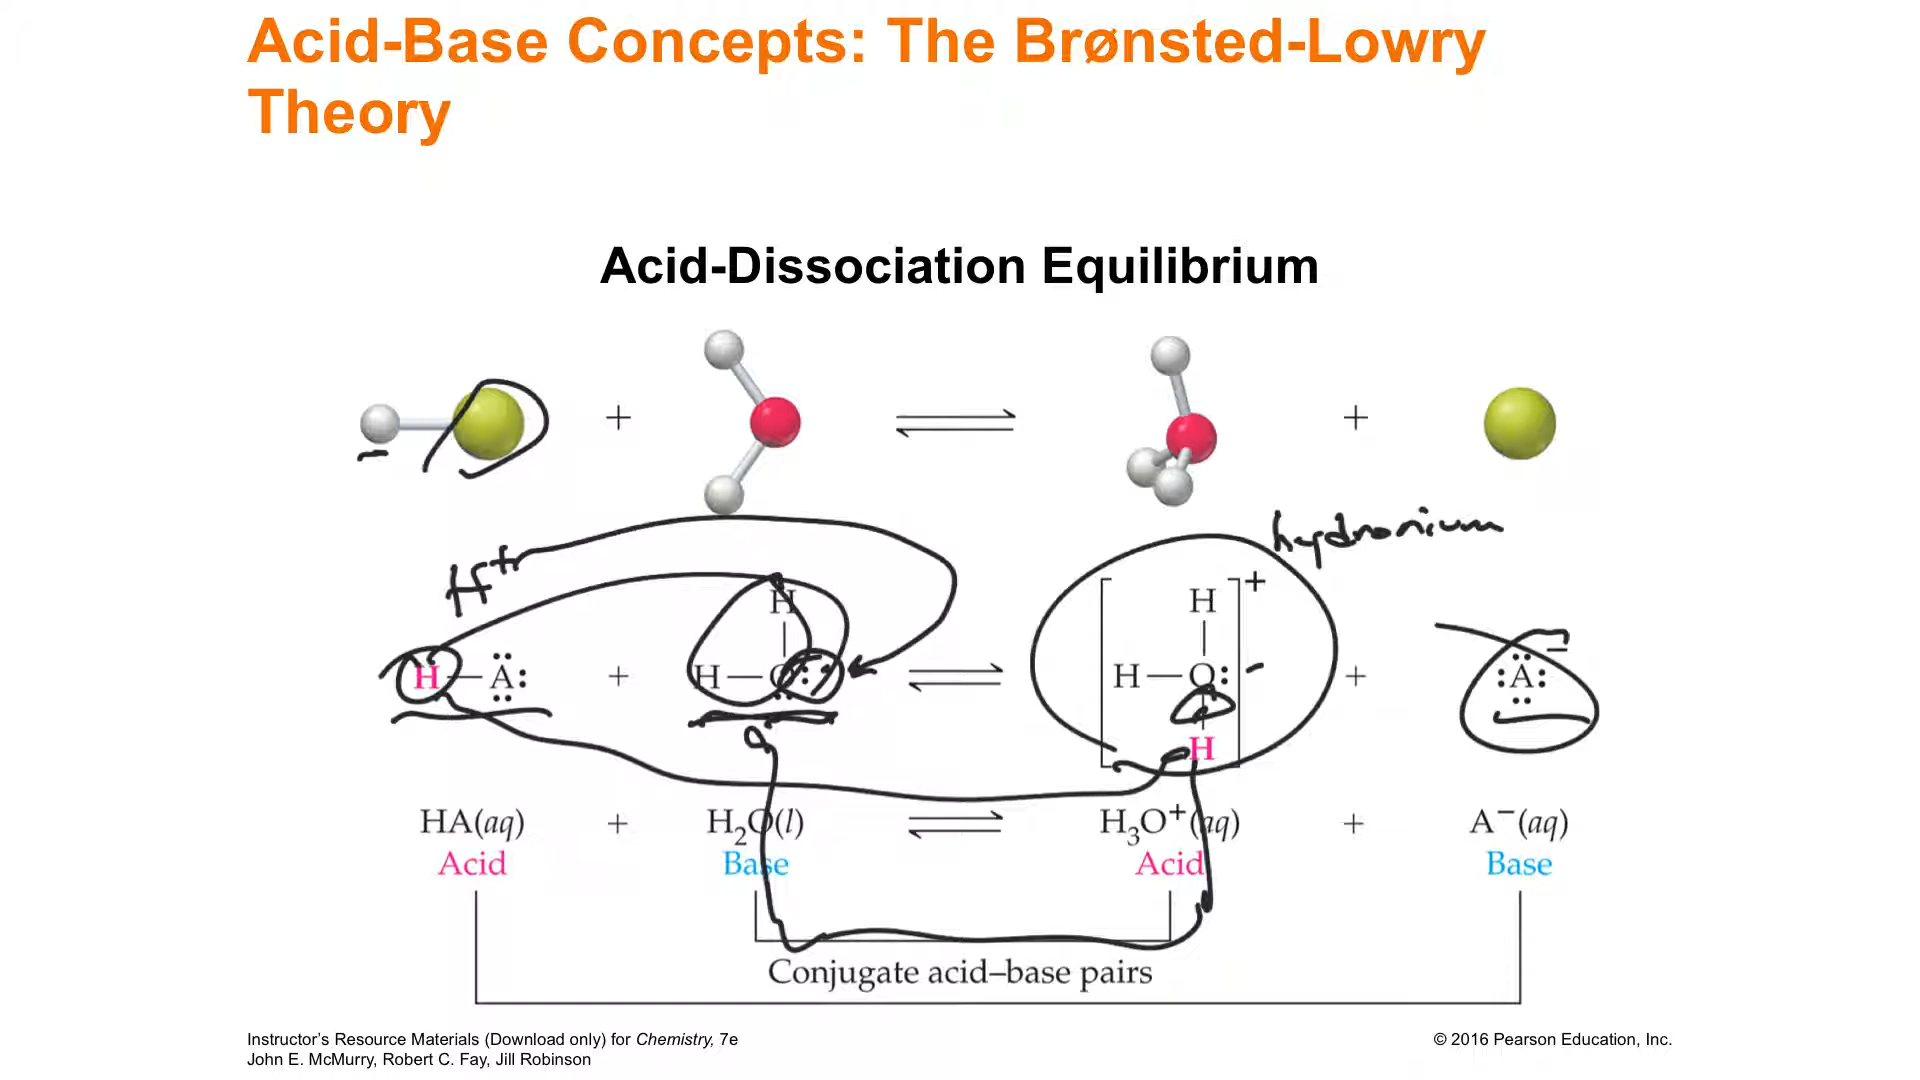 Acid-Base Concepts: The Brønsted-Lowry
Theory
Acid-Dissociation Equilibrium
+ ⇌ +
hydronium
H⁺
H—A: + H—O: H ⇌ [H—O: H H]⁺ + :A:⁻
HA(aq) + H₂O(l) ⇌ H₃O⁺(aq) + A⁻(aq)
Acid Base Acid Base
Conjugate acid–base pairs
Instructor's Resource Materials (Download only) for Chemistry, 7e
John E. McMurry, Robert C. Fay, Jill Robinson
© 2016 Pearson Education, Inc.